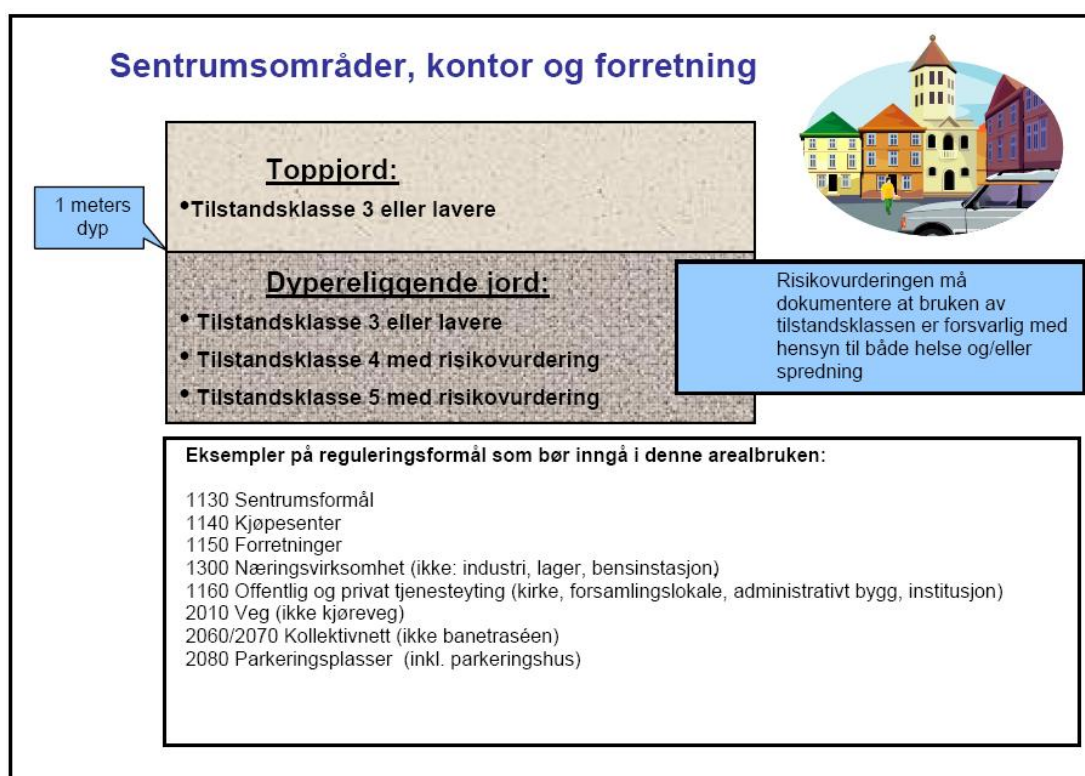 Sentrumsområder, kontor og forretning
Toppjord:
•Tilstandsklasse 3 eller lavere
1 meters
dyp
Dypereliggende jord:
• Tilstandsklasse 3 eller lavere
• Tilstandsklasse 4 med risikovurdering
• Tilstandsklasse 5 med risikovurdering
Risikovurderingen må
dokumentere at bruken av
tilstandsklassen er forsvarlig med
hensyn til både helse og/eller
spredning
Eksempler på reguleringsformål som bør inngå i denne arealbruken:
1130 Sentrumsformål
1140 Kjøpesenter
1150 Forretninger
1300 Næringsvirksomhet (ikke: industri, lager, bensinstasjon)
1160 Offentlig og privat tjenesteyting (kirke, forsamlingslokale, administrativt bygg, institusjon)
2010 Veg (ikke kjøreveg)
2060/2070 Kollektivnett (ikke banetraséen)
2080 Parkeringsplasser (inkl. parkeringshus)